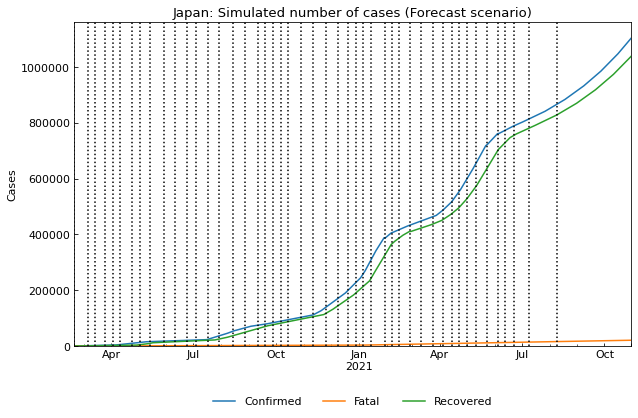 Japan: Simulated number of cases (Forecast scenario)
1000000
800000
600000
400000
200000
0
Cases
Apr Jul Oct Jan Apr Jul Oct
2021
Confirmed Fatal Recovered